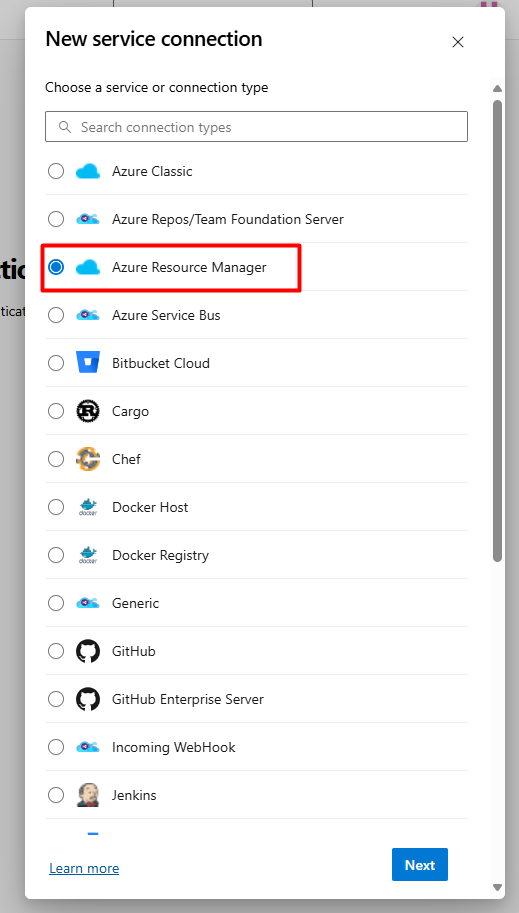 New service connection
Choose a service or connection type
Search connection types
Azure Classic
Azure Repos/Team Foundation Server
Azure Resource Manager
Azure Service Bus
Bitbucket Cloud
Cargo
Chef
Docker Host
Docker Registry
Generic
GitHub
GitHub Enterprise Server
Incoming WebHook
Jenkins
Learn more
Next